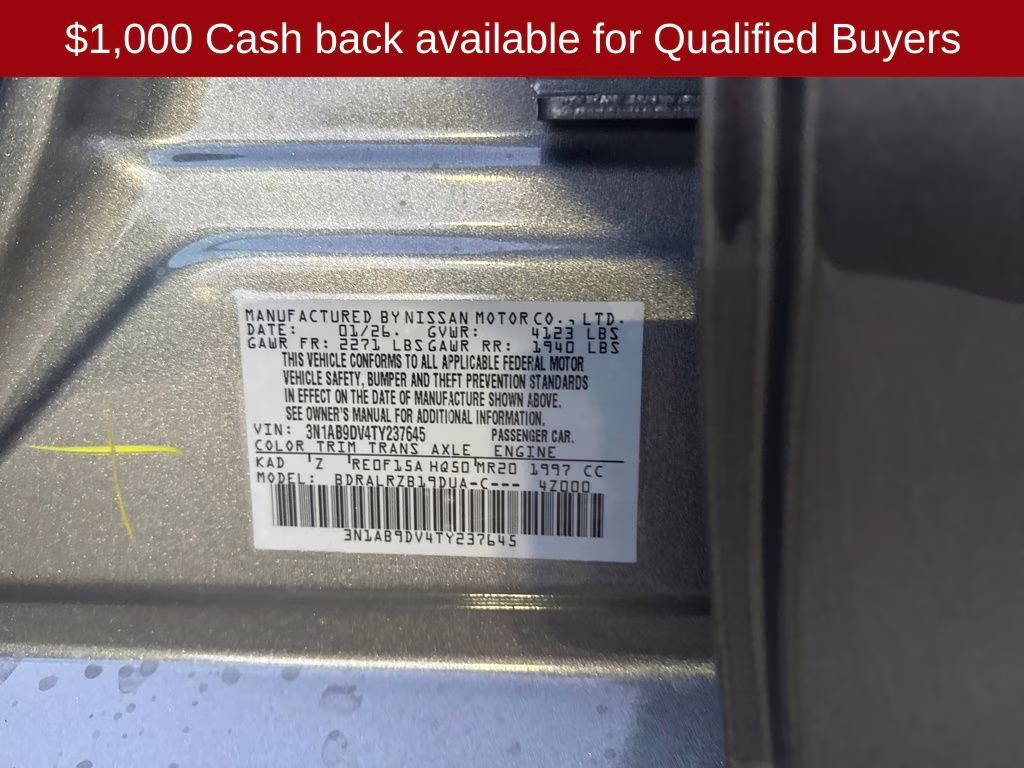 $1,000 Cash back available for Qualified Buyers
MANUFACTURED BY NISSAN MOTOR CO., LTD.
DATE: 01/26. GVWR: 4123 LBS
GAWR FR: 2271 LBS GAWR RR: 1940 LBS
THIS VEHICLE CONFORMS TO ALL APPLICABLE FEDERAL MOTOR
VEHICLE SAFETY, BUMPER AND THEFT PREVENTION STANDARDS
IN EFFECT ON THE DATE OF MANUFACTURE SHOWN ABOVE.
SEE OWNER'S MANUAL FOR ADDITIONAL INFORMATION.
VIN: 3N1AB9DV4TY237645 PASSENGER CAR.
COLOR TRIM TRANS AXLE ENGINE
KAD Z RE0F15A HQ50 MR20 1997 CC
MODEL: BDRALRZB19DUA-C--- 4Z000
3N1AB9DV4TY237645